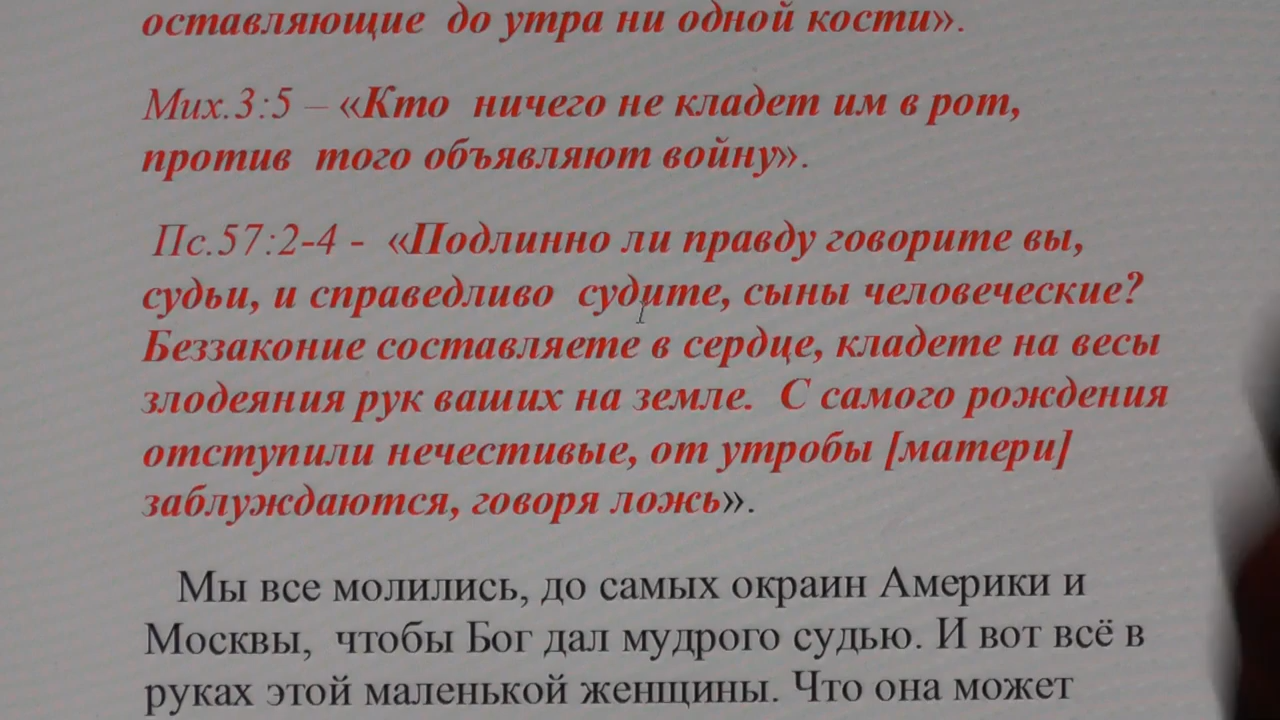 оставляющие до утра ни одной кости».
Мих.3:5 – «Кто ничего не кладет им в рот,
против того объявляют войну».
Пс.57:2-4 - «Подлинно ли правду говорите вы,
судьи, и справедливо судите, сыны человеческие?
Беззаконие составляете в сердце, кладете на весы
злодеяния рук ваших на земле. С самого рождения
отступили нечестивые, от утробы [матери]
заблуждаются, говоря ложь».
Мы все молились, до самых окраин Америки и
Москвы, чтобы Бог дал мудрого судью. И вот всё в
руках этой маленькой женщины. Что она может